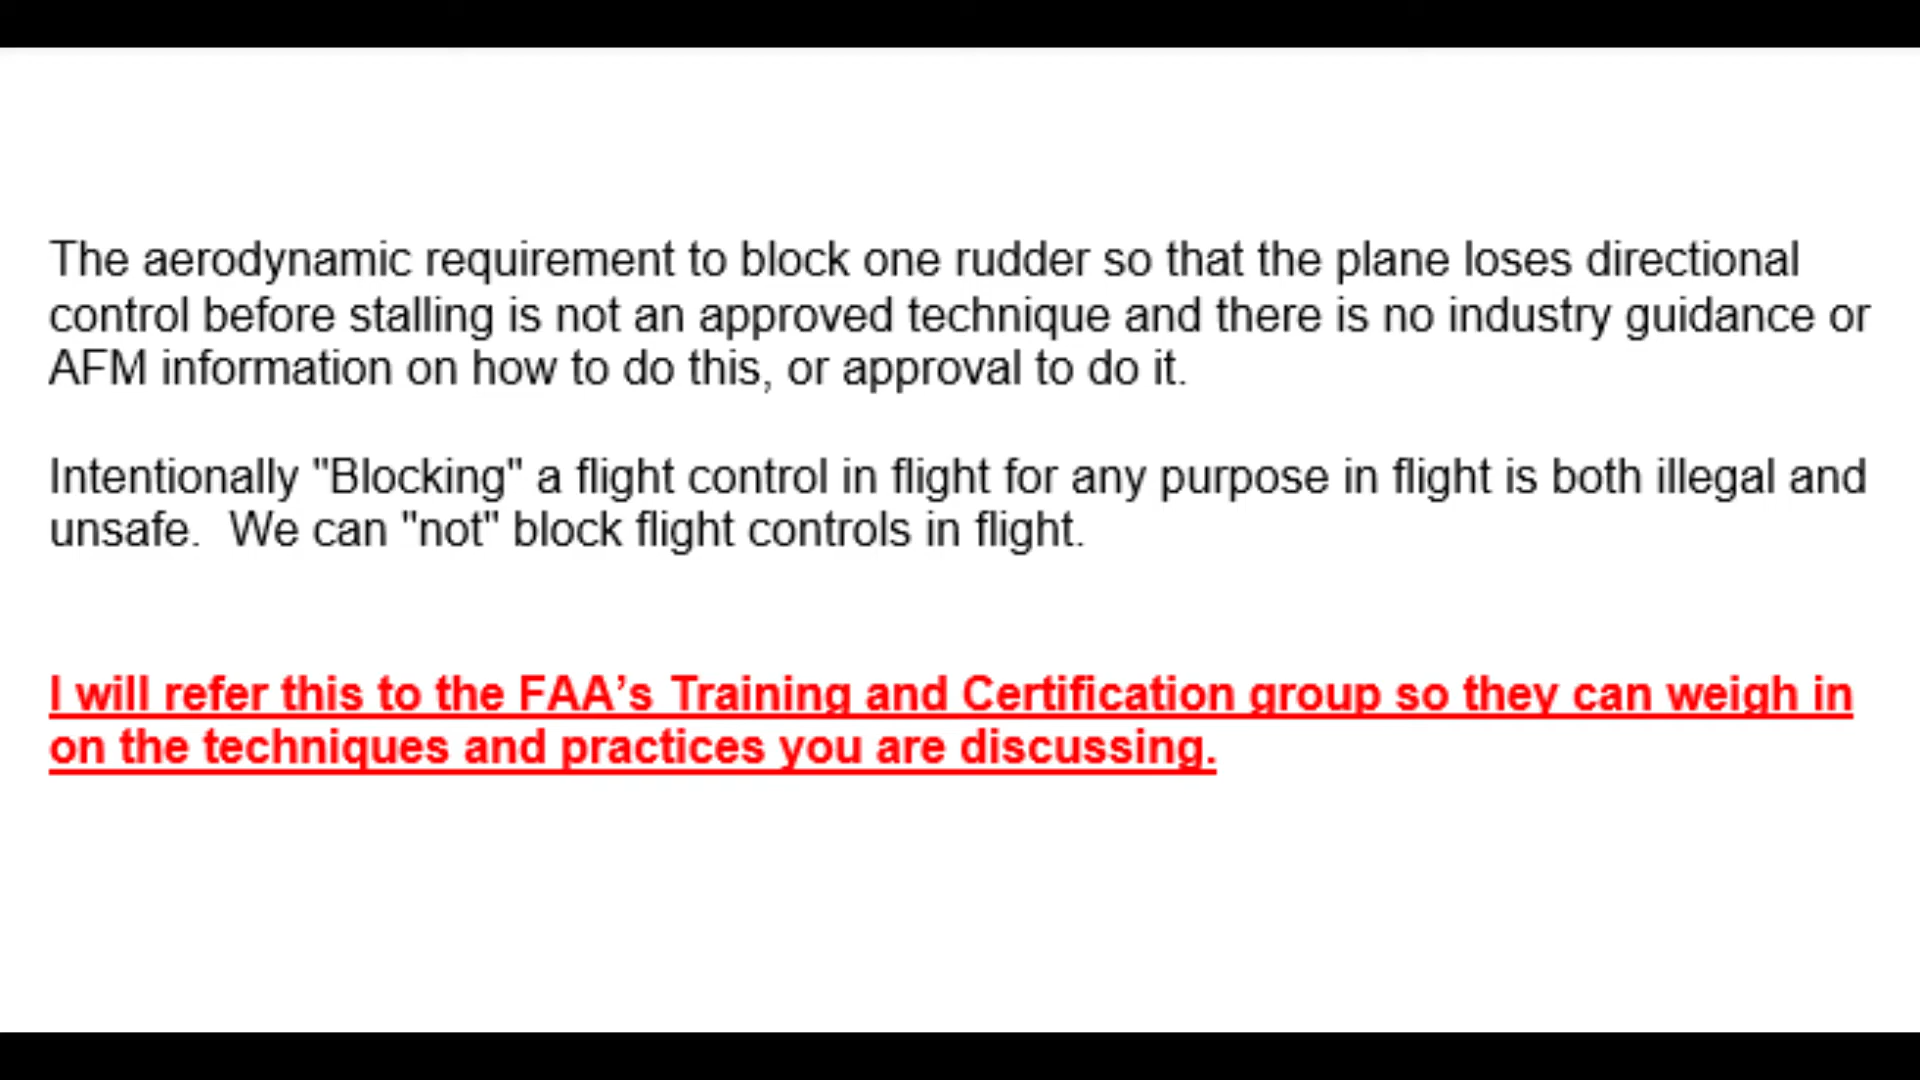 The aerodynamic requirement to block one rudder so that the plane loses directional
control before stalling is not an approved technique and there is no industry guidance or
AFM information on how to do this, or approval to do it.
Intentionally "Blocking" a flight control in flight for any purpose in flight is both illegal and
unsafe.  We can "not" block flight controls in flight.
I will refer this to the FAA’s Training and Certification group so they can weigh in
on the techniques and practices you are discussing.